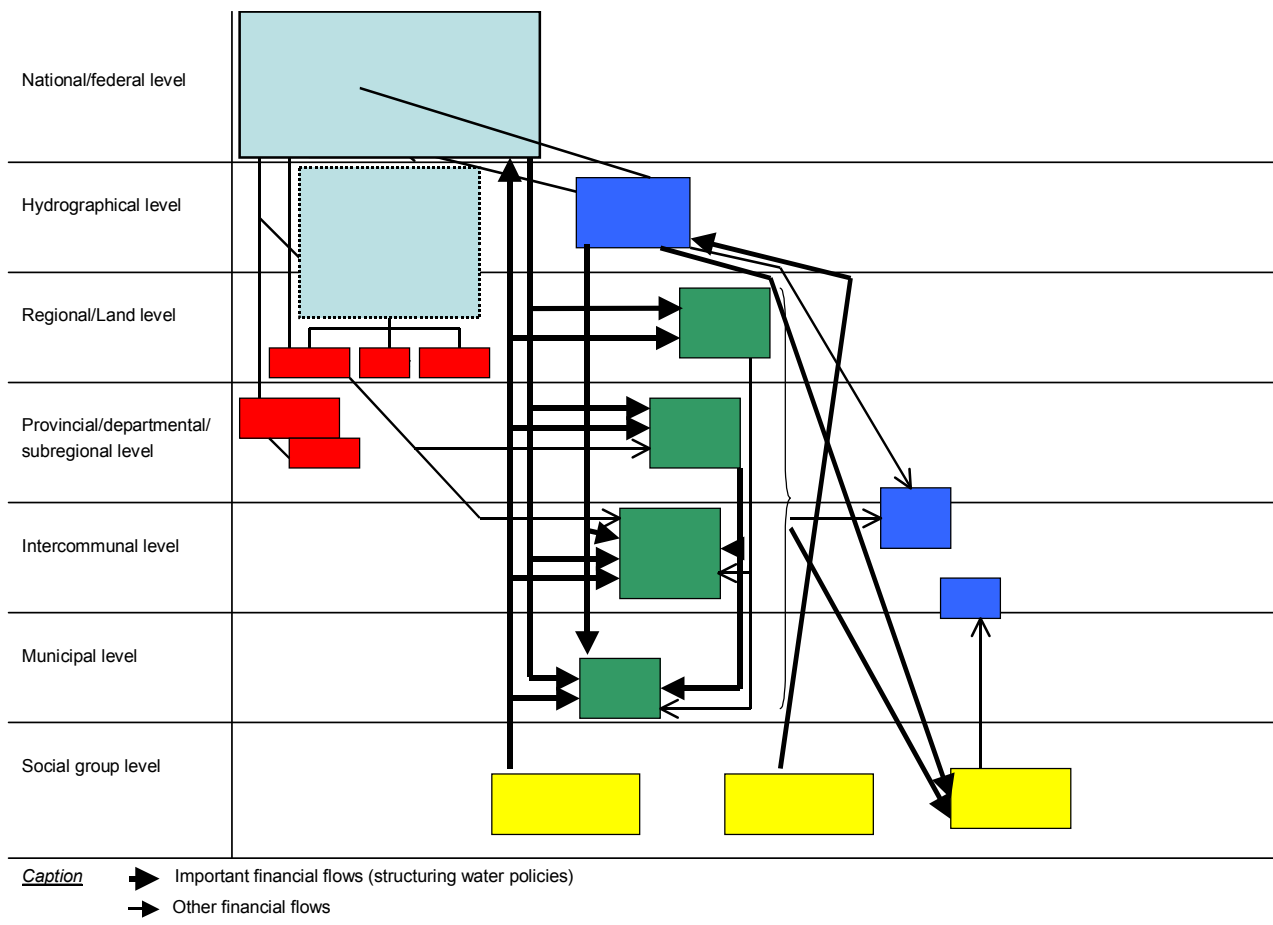 National/federal level
Hydrographical level
Regional/Land level
Provincial/departmental/
subregional level
Intercommunal level
Municipal level
Social group level
Caption
Important financial flows (structuring water policies)
Other financial flows